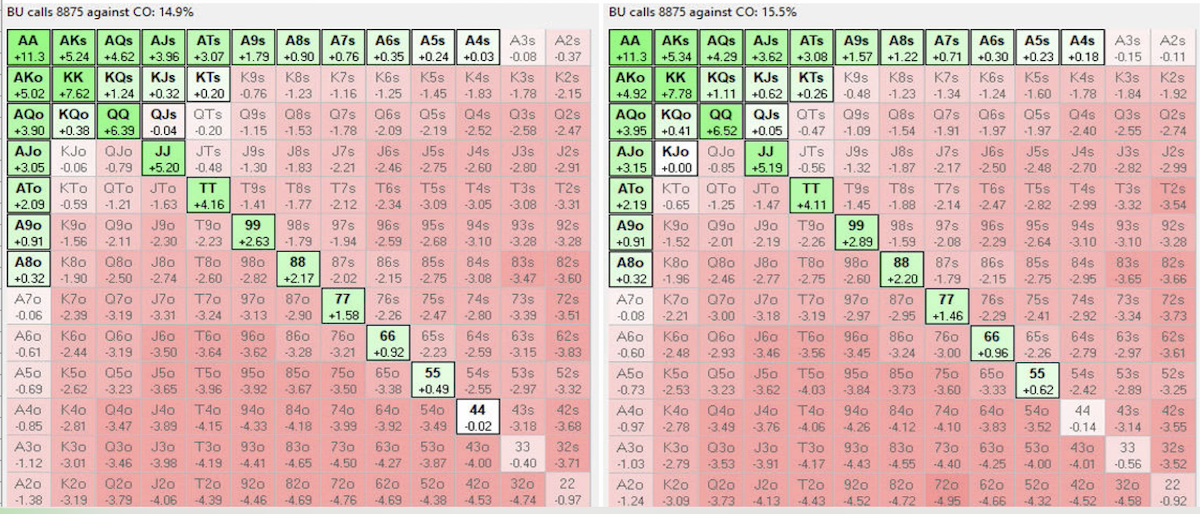 BU calls 8875 against CO: 14.9%
AA AKs AQs AJs ATs A9s A8s A7s A6s A5s A4s A3s A2s
+11.3 +5.24 +4.62 +3.96 +3.07 +1.79 +0.90 +0.76 +0.35 +0.24 +0.03 -0.08 -0.37
AKo KK KQs KJs KTs K9s K8s K7s K6s K5s K4s K3s K2s
+5.02 +7.62 +1.24 +0.32 +0.20 -0.76 -1.23 -1.16 -1.25 -1.45 -1.83 -1.78 -2.15
AQo KQo QQ QJs QTs Q9s Q8s Q7s Q6s Q5s Q4s Q3s Q2s
+3.90 +0.38 +6.39 -0.04 -0.20 -1.15 -1.53 -1.78 -2.09 -2.19 -2.52 -2.58 -2.47
AJo KJo QJo JJ JTs J9s J8s J7s J6s J5s J4s J3s J2s
+3.05 -0.06 -0.79 +5.20 -0.48 -1.30 -1.83 -2.21 -2.46 -2.75 -2.60 -2.80 -2.91
ATo KTo QTo JTo TT T9s T8s T7s T6s T5s T4s T3s T2s
+2.09 -0.59 -1.21 -1.63 +4.16 -1.41 -1.77 -2.12 -2.34 -3.09 -3.05 -3.08 -3.31
A9o K9o Q9o J9o T9o 99 98s 97s 96s 95s 94s 93s 92s
+0.91 -1.56 -2.11 -2.30 -2.23 +2.63 -1.79 -1.94 -2.59 -2.68 -3.10 -3.28 -3.28
A8o K8o Q8o J8o T8o 98o 88 87s 86s 85s 84s 83s 82s
+0.32 -1.90 -2.50 -2.74 -2.60 -2.82 +2.17 -2.02 -2.15 -2.75 -3.08 -3.47 -3.60
A7o K7o Q7o J7o T7o 97o 87o 77 76s 75s 74s 73s 72s
-0.06 -2.39 -3.19 -3.31 -3.24 -3.13 -2.90 +1.58 -2.26 -2.47 -2.80 -3.39 -3.51
A6o K6o Q6o J6o T6o 96o 86o 76o 66 65s 64s 63s 62s
-0.61 -2.44 -3.19 -3.50 -3.64 -3.62 -3.28 -3.21 +0.92 -2.23 -2.59 -3.15 -3.83
A5o K5o Q5o J5o T5o 95o 85o 75o 65o 55 54s 53s 52s
-0.69 -2.62 -3.23 -3.65 -3.96 -3.92 -3.67 -3.50 -3.38 +0.49 -2.55 -2.97 -3.32
A4o K4o Q4o J4o T4o 94o 84o 74o 64o 54o 44 43s 42s
-0.85 -2.81 -3.47 -3.89 -4.15 -4.33 -4.18 -3.99 -3.92 -3.49 -0.02 -3.18 -3.68
A3o K3o Q3o J3o T3o 93o 83o 73o 63o 53o 43o 33 32s
-1.12 -3.01 -3.46 -3.98 -4.19 -4.41 -4.65 -4.50 -4.27 -3.87 -4.00 -0.40 -3.71
A2o K2o Q2o J2o T2o 92o 82o 72o 62o 52o 42o 32o 22
-1.38 -3.19 -3.79 -4.06 -4.39 -4.46 -4.69 -4.76 -4.69 -4.38 -4.53 -4.74 -0.97
BU calls 8875 against CO: 15.5%
AA AKs AQs AJs ATs A9s A8s A7s A6s A5s A4s A3s A2s
+11.3 +5.34 +4.29 +3.62 +3.08 +1.57 +1.22 +0.71 +0.30 +0.23 +0.18 -0.15 -0.11
AKo KK KQs KJs KTs K9s K8s K7s K6s K5s K4s K3s K2s
+4.92 +7.78 +1.11 +0.62 +0.26 -0.48 -1.23 -1.34 -1.24 -1.60 -1.78 -1.84 -1.92
AQo KQo QQ QJs QTs Q9s Q8s Q7s Q6s Q5s Q4s Q3s Q2s
+3.95 +0.41 +6.52 +0.05 -0.47 -1.09 -1.54 -1.91 -1.97 -1.97 -2.40 -2.55 -2.74
AJo KJo QJo JJ JTs J9s J8s J7s J6s J5s J4s J3s J2s
+3.15 +0.00 -0.85 +5.19 -0.56 -1.32 -1.87 -2.17 -2.50 -2.48 -2.70 -2.82 -2.99
ATo KTo QTo JTo TT T9s T8s T7s T6s T5s T4s T3s T2s
+2.19 -0.65 -1.25 -1.47 +4.11 -1.45 -1.88 -2.14 -2.47 -2.82 -2.99 -3.32 -3.54
A9o K9o Q9o J9o T9o 99 98s 97s 96s 95s 94s 93s 92s
+0.91 -1.52 -2.01 -2.19 -2.26 +2.89 -1.59 -2.08 -2.29 -2.64 -3.10 -3.10 -3.28
A8o K8o Q8o J8o T8o 98o 88 87s 86s 85s 84s 83s 82s
+0.32 -1.96 -2.46 -2.77 -2.75 -2.60 +2.20 -1.79 -2.15 -2.75 -2.95 -3.65 -3.66
A7o K7o Q7o J7o T7o 97o 87o 77 76s 75s 74s 73s 72s
-0.08 -2.21 -3.00 -3.18 -3.19 -2.97 -2.95 +1.46 -2.29 -2.41 -2.92 -3.34 -3.73
A6o K6o Q6o J6o T6o 96o 86o 76o 66 65s 64s 63s 62s
-0.60 -2.48 -2.93 -3.46 -3.56 -3.45 -3.24 -3.00 +0.96 -2.26 -2.79 -2.97 -3.61
A5o K5o Q5o J5o T5o 95o 85o 75o 65o 55 54s 53s 52s
-0.73 -2.53 -3.23 -3.62 -4.03 -3.84 -3.73 -3.60 -3.33 +0.62 -2.42 -2.89 -3.25
A4o K4o Q4o J4o T4o 94o 84o 74o 64o 54o 44 43s 42s
-0.97 -2.78 -3.49 -3.76 -4.06 -4.26 -4.12 -4.10 -3.83 -3.52 -0.14 -3.14 -3.55
A3o K3o Q3o J3o T3o 93o 83o 73o 63o 53o 43o 33 32s
-1.03 -2.79 -3.53 -3.91 -4.17 -4.43 -4.55 -4.40 -4.25 -4.00 -4.01 -0.56 -3.52
A2o K2o Q2o J2o T2o 92o 82o 72o 62o 52o 42o 32o 22
-1.24 -3.09 -3.73 -4.13 -4.43 -4.52 -4.72 -4.95 -4.66 -4.32 -4.52 -4.58 -0.92